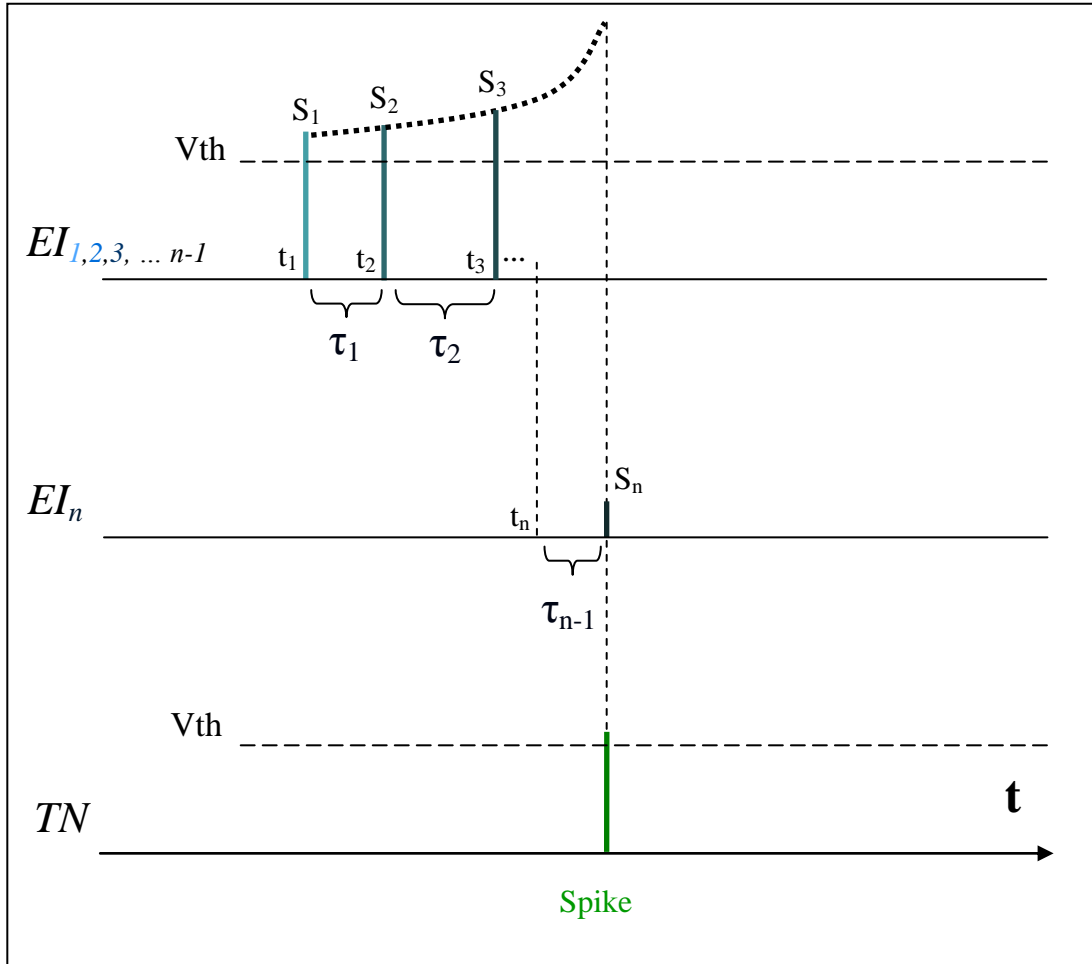 S1 S2 S3
Vth
EI1,2,3, ... n-1
t1 t2 t3 ...
τ1 τ2
Sn
EIn
tn
τn-1
Vth
t
TN
Spike